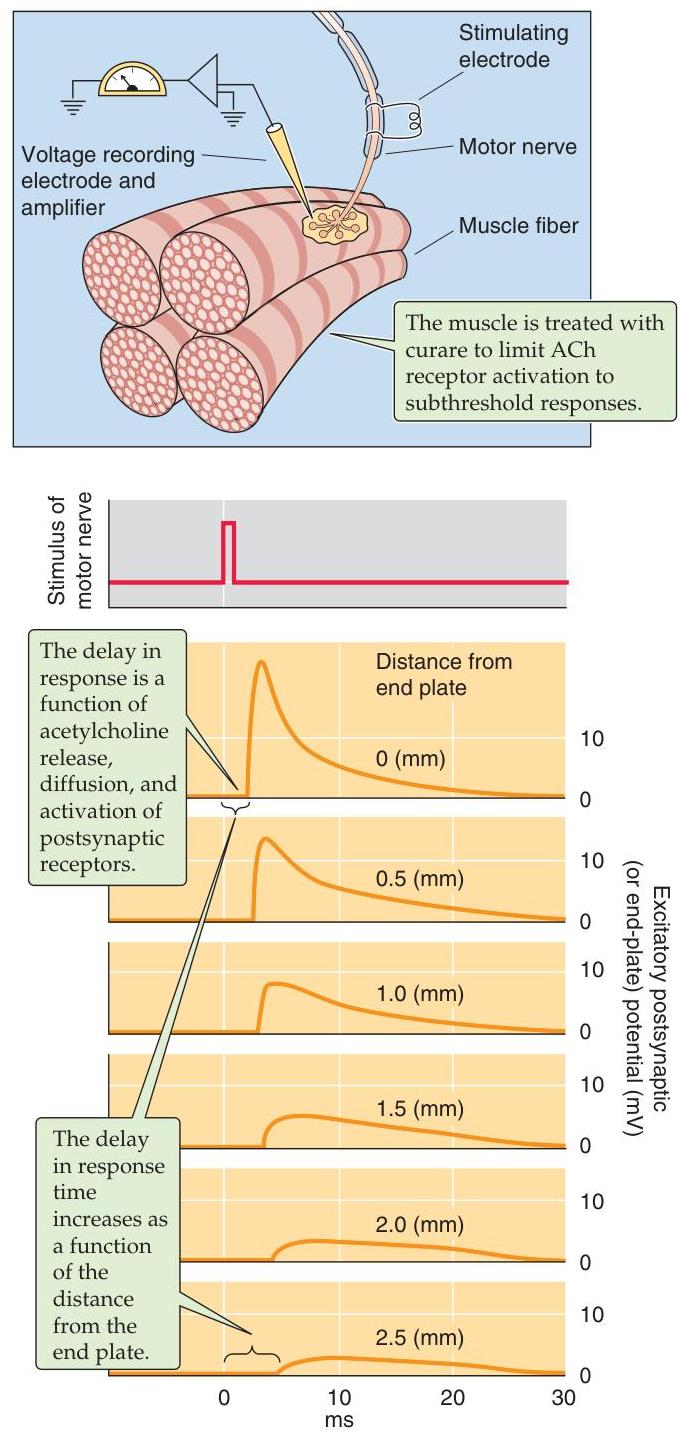 Stimulating
electrode
Voltage recording
electrode and
amplifier
Motor nerve
Muscle fiber
The muscle is treated with
curare to limit ACh
receptor activation to
subthreshold responses.
Stimulus of
motor nerve
The delay in
response is a
function of
acetylcholine
release,
diffusion, and
activation of
postsynaptic
receptors.
Distance from
end plate
0 (mm)
10
0
0.5 (mm)
10
0
1.0 (mm)
10
0
1.5 (mm)
10
0
2.0 (mm)
10
0
2.5 (mm)
10
0
Excitatory postsynaptic
(or end-plate) potential (mV)
The delay
in response
time
increases as
a function
of the
distance
from the
end plate.
0 10 20 30
ms